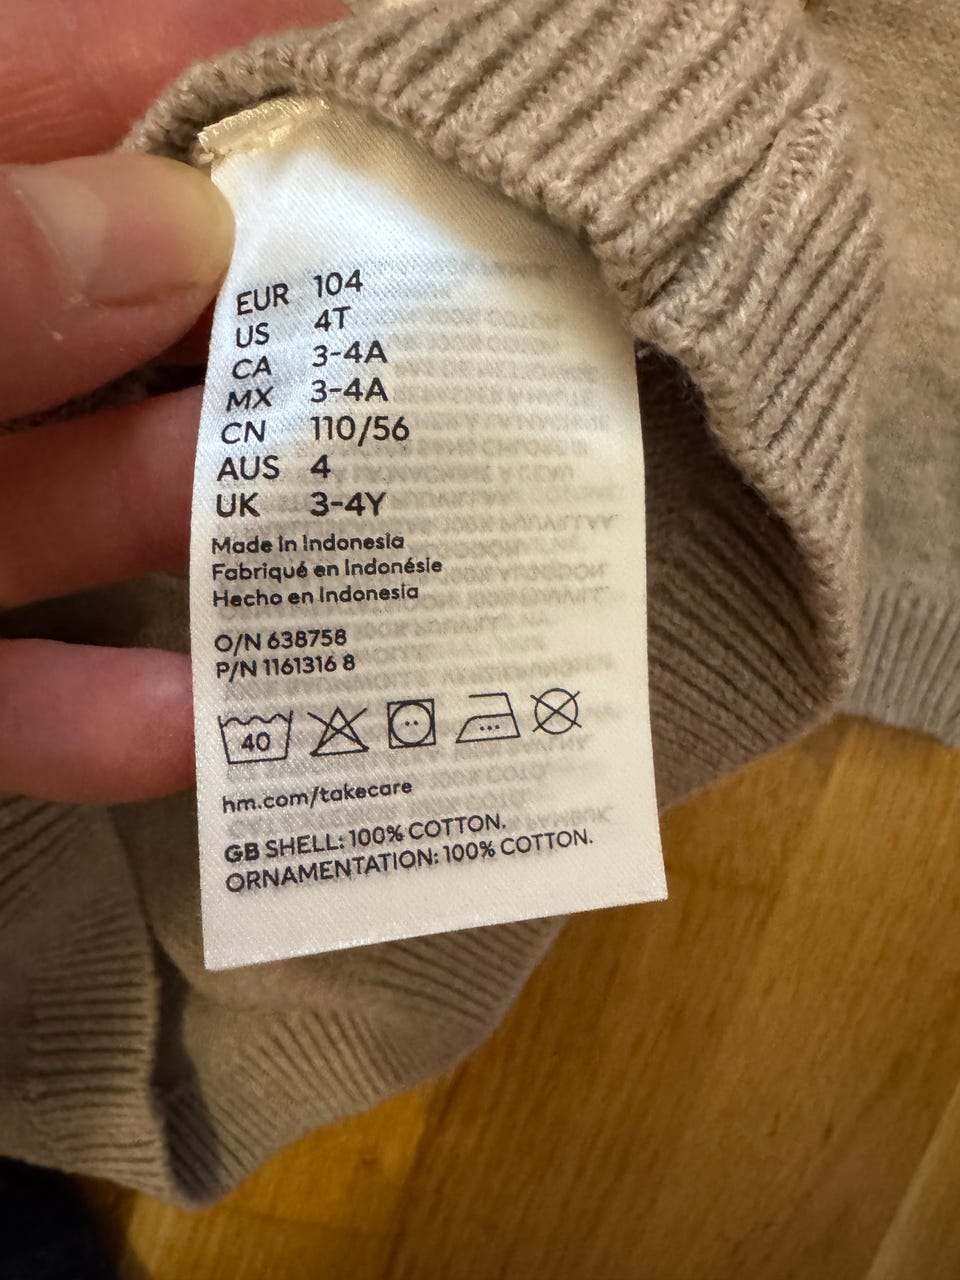 EUR 104
US 4T
CA 3-4A
MX 3-4A
CN 110/56
AUS 4
UK 3-4Y
Made in Indonesia
Fabriqué en Indonésie
Hecho en Indonesia
O/N 638758
P/N 1161316 8
40
hm.com/takecare
GB SHELL: 100% COTTON.
ORNAMENTATION: 100% COTTON.